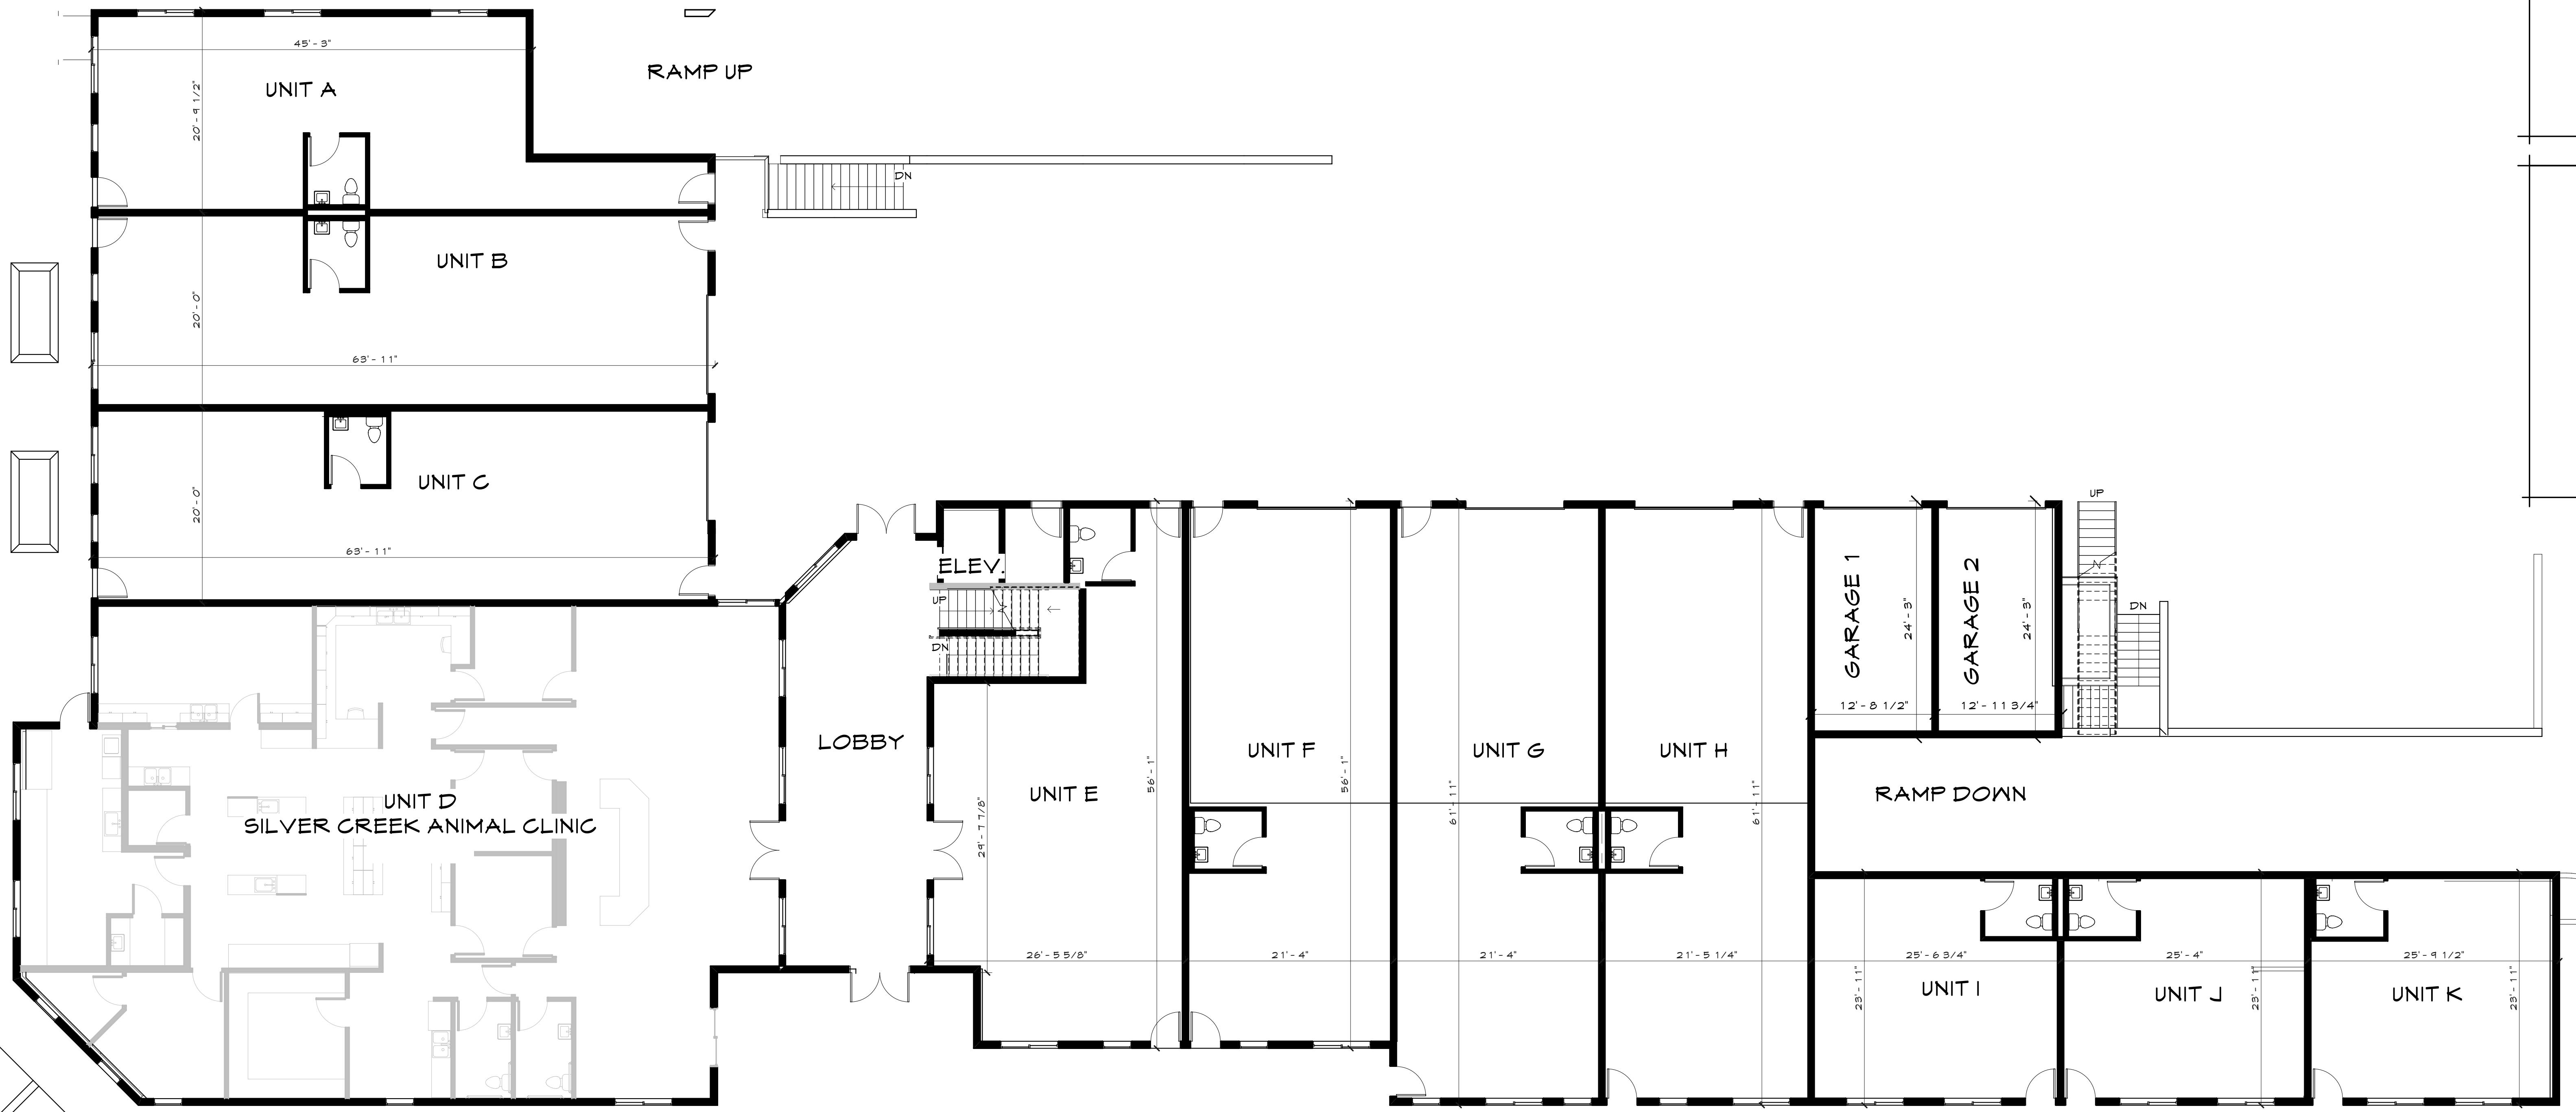 45'- 3"
RAMP UP
UNIT A
20'- 9 1/2"
DN
UNIT B
20'- 0"
63'- 11"
UNIT C
20'- 0"
63'- 11"
UP
ELEV.
UP
DN
GARAGE 1
24'- 3"
GARAGE 2
24'- 3"
DN
12'- 8 1/2"
12'- 11 3/4"
LOBBY
UNIT F
UNIT G
UNIT H
56'- 1"
56'- 1"
61'- 11"
61'- 11"
UNIT E
RAMP DOWN
UNIT D
SILVER CREEK ANIMAL CLINIC
29'- 7 7/8"
26'- 5 5/8"
21'- 4"
21'- 4"
21'- 5 1/4"
25'- 6 3/4"
25'- 4"
25'- 9 1/2"
23'- 11"
UNIT I
UNIT J
23'- 11"
UNIT K
23'- 11"